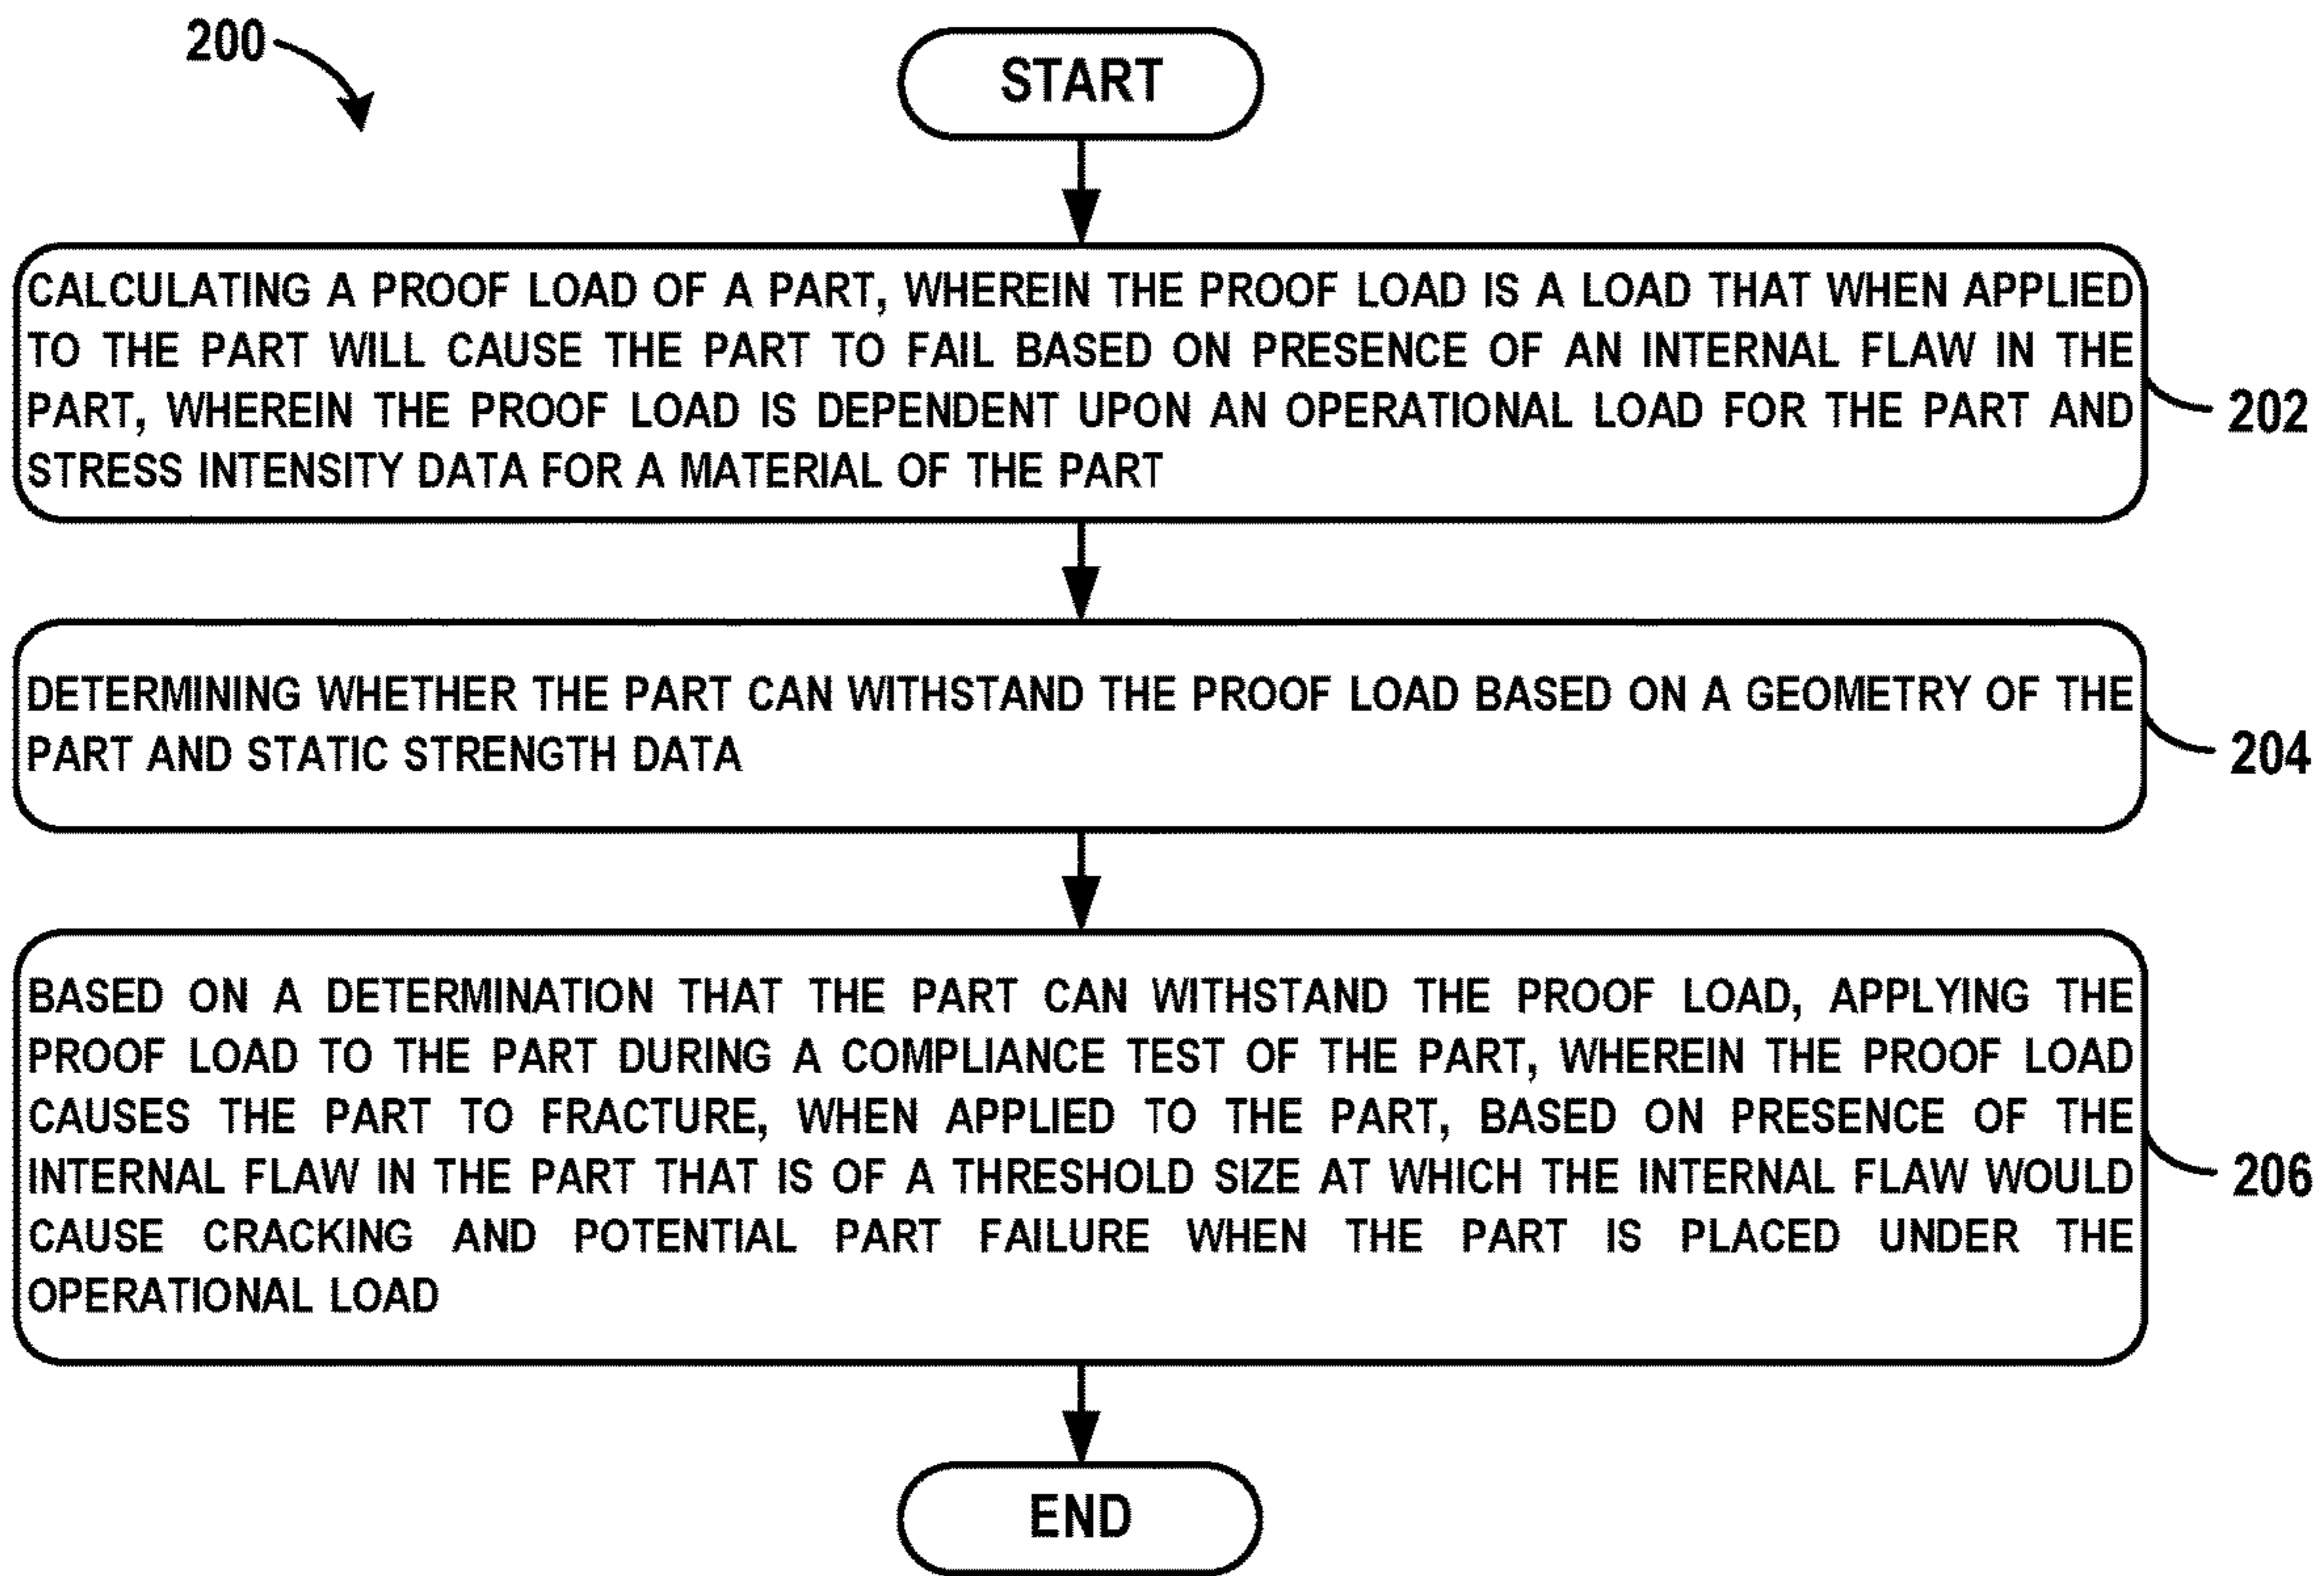 200
START
CALCULATING A PROOF LOAD OF A PART, WHEREIN THE PROOF LOAD IS A LOAD THAT WHEN APPLIED
TO THE PART WILL CAUSE THE PART TO FAIL BASED ON PRESENCE OF AN INTERNAL FLAW IN THE
PART, WHEREIN THE PROOF LOAD IS DEPENDENT UPON AN OPERATIONAL LOAD FOR THE PART AND
STRESS INTENSITY DATA FOR A MATERIAL OF THE PART
202
DETERMINING WHETHER THE PART CAN WITHSTAND THE PROOF LOAD BASED ON A GEOMETRY OF THE
PART AND STATIC STRENGTH DATA
204
BASED ON A DETERMINATION THAT THE PART CAN WITHSTAND THE PROOF LOAD, APPLYING THE
PROOF LOAD TO THE PART DURING A COMPLIANCE TEST OF THE PART, WHEREIN THE PROOF LOAD
CAUSES THE PART TO FRACTURE, WHEN APPLIED TO THE PART, BASED ON PRESENCE OF THE
INTERNAL FLAW IN THE PART THAT IS OF A THRESHOLD SIZE AT WHICH THE INTERNAL FLAW WOULD
CAUSE CRACKING AND POTENTIAL PART FAILURE WHEN THE PART IS PLACED UNDER THE
OPERATIONAL LOAD
206
END